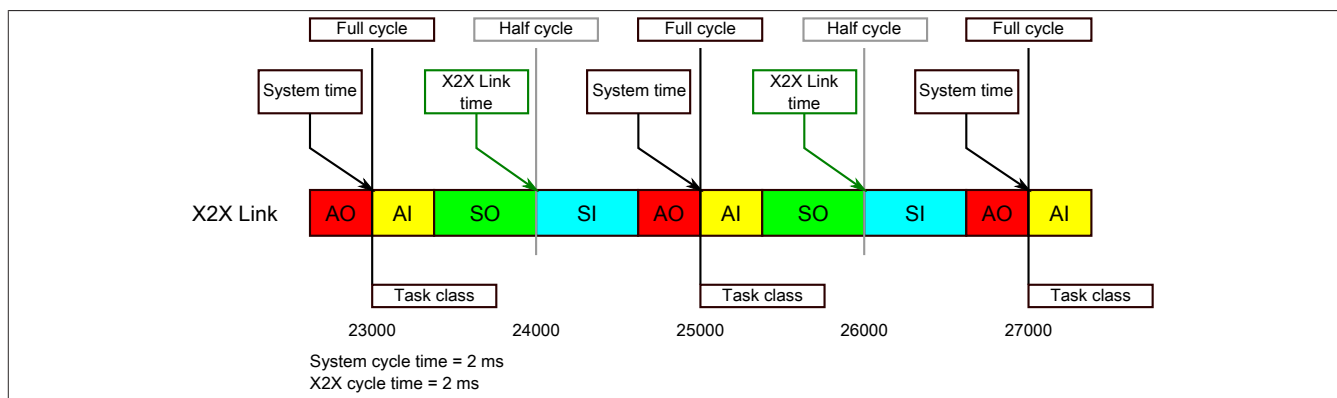 Full cycle
Half cycle
Full cycle
Half cycle
Full cycle
System time
X2X Link
time
System time
X2X Link
time
System time
X2X Link
AO
AI
SO
SI
AO
AI
SO
SI
AO
AI
Task class
Task class
Task class
23000
24000
25000
26000
27000
System cycle time = 2 ms
X2X cycle time = 2 ms